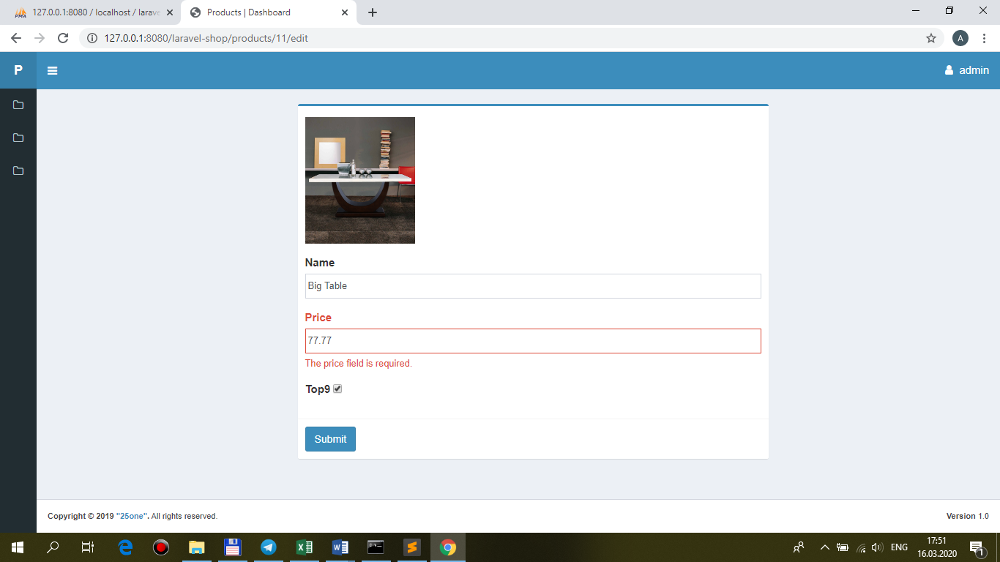 127.0.0.1:8080 / localhost / larave
Products | Dashboard
127.0.0.1:8080/laravel-shop/products/11/edit
A
P
admin
Name
Big Table
Price
77.77
The price field is required.
Top9
Submit
Copyright © 2019 "25one". All rights reserved.
Version 1.0
ENG
17:51
16.03.2020
1